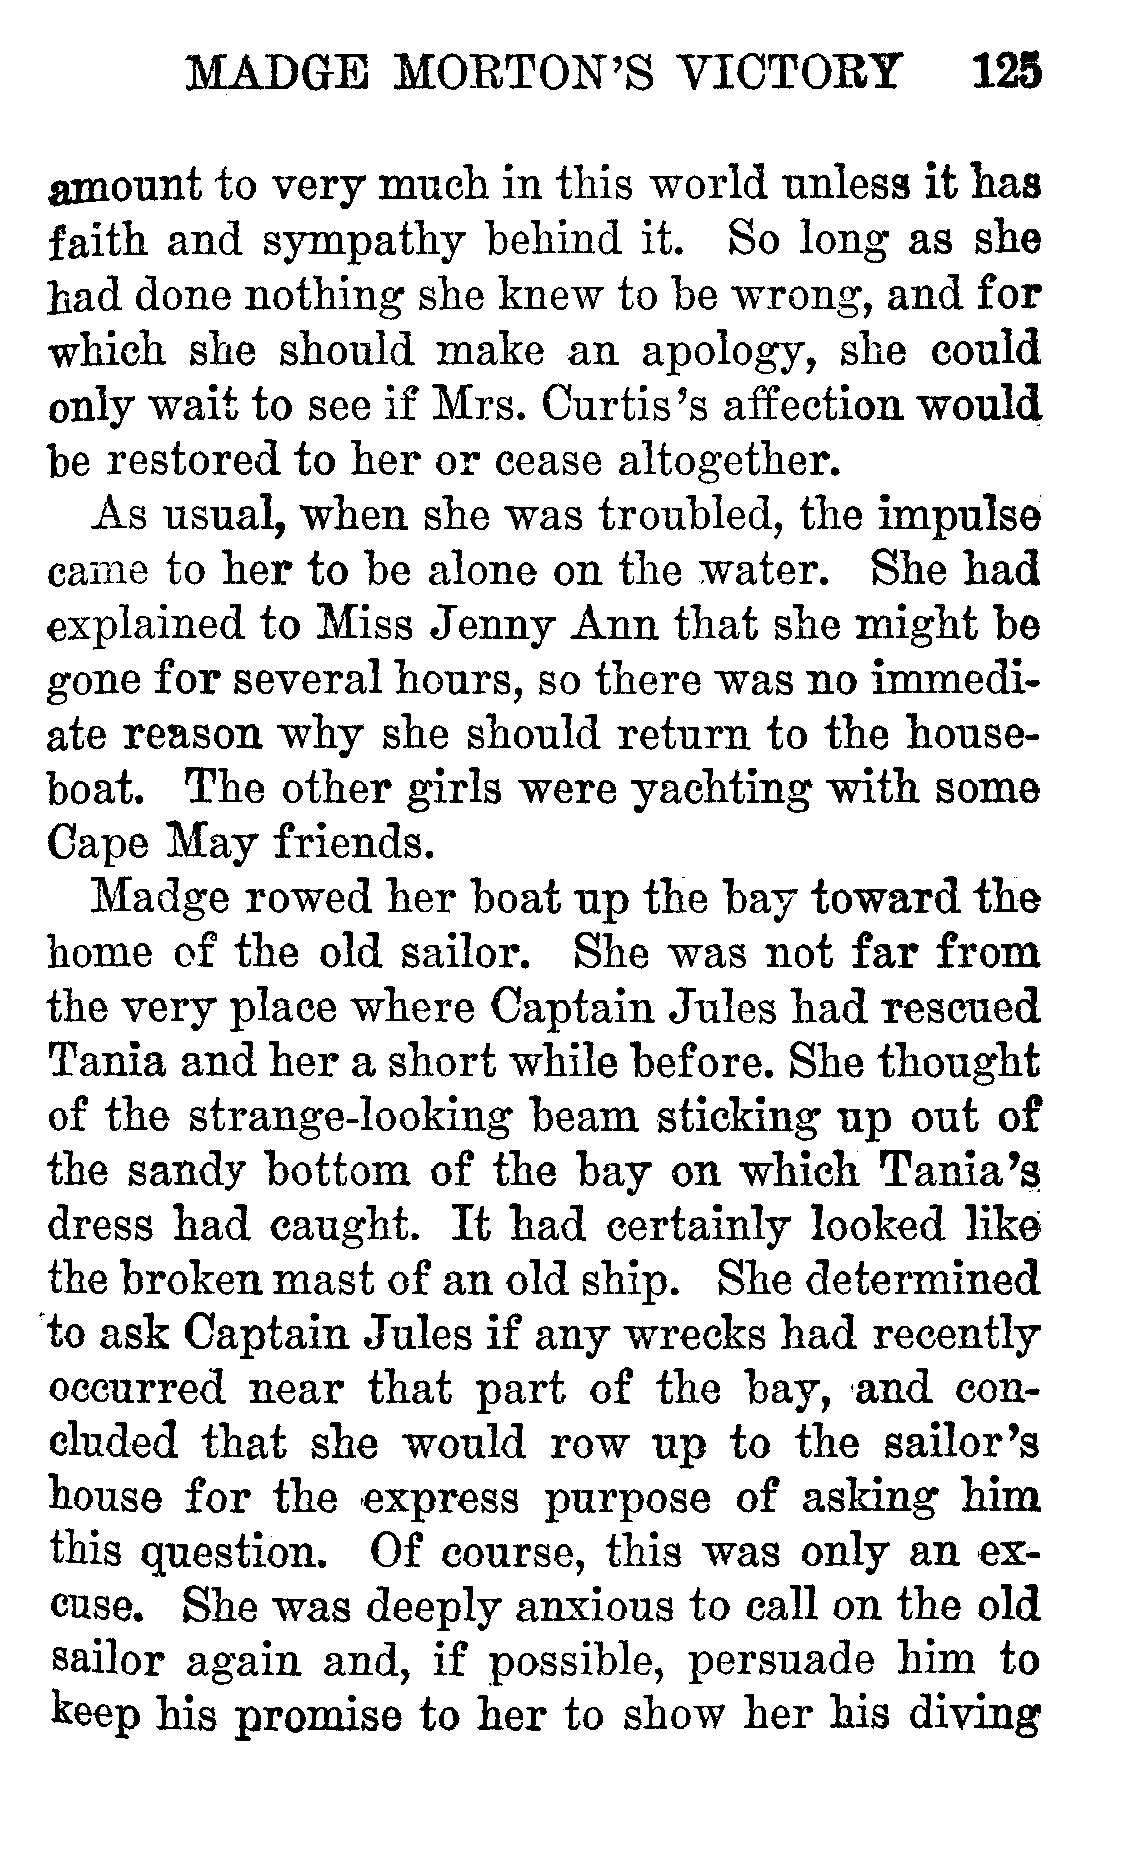 MADGE MORTON'S VICTORY 125
amount to very much in this world unless it has
faith and sympathy behind it. So long as she
had done nothing she knew to be wrong, and for
which she should make an apology, she could
only wait to see if Mrs. Curtis's affection would
be restored to her or cease altogether.
As usual, when she was troubled, the impulse
came to her to be alone on the water. She had
explained to Miss Jenny Ann that she might be
gone for several hours, so there was no immedi-
ate reason why she should return to the house-
boat. The other girls were yachting with some
Cape May friends.
Madge rowed her boat up the bay toward the
home of the old sailor. She was not far from
the very place where Captain Jules had rescued
Tania and her a short while before. She thought
of the strange-looking beam sticking up out of
the sandy bottom of the bay on which Tania's
dress had caught. It had certainly looked like
the broken mast of an old ship. She determined
to ask Captain Jules if any wrecks had recently
occurred near that part of the bay, and con-
cluded that she would row up to the sailor's
house for the express purpose of asking him
this question. Of course, this was only an ex-
cuse. She was deeply anxious to call on the old
sailor again and, if possible, persuade him to
keep his promise to her to show her his diving